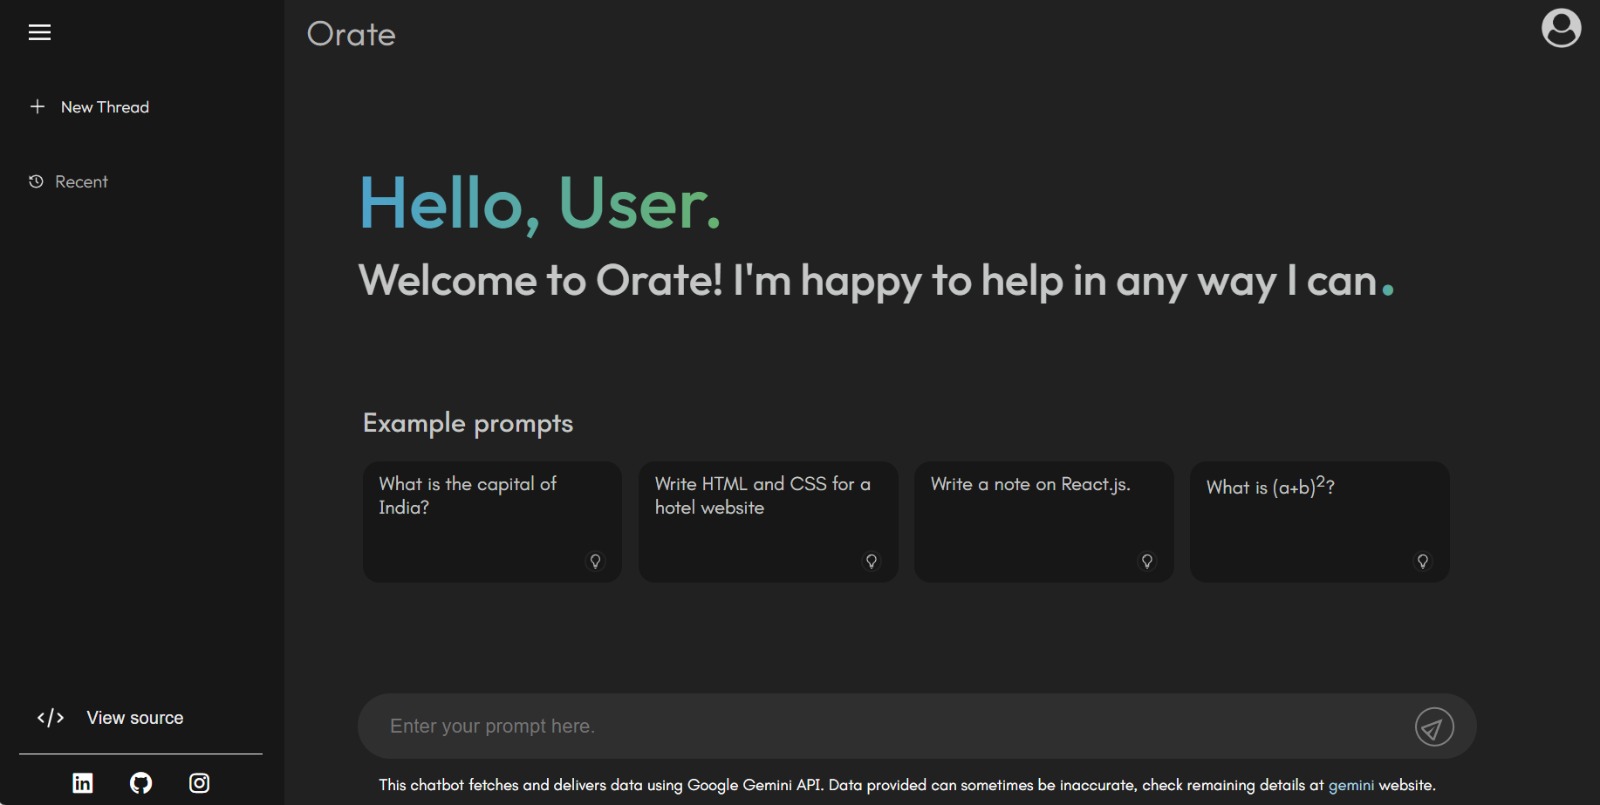 Orate
New Thread
Recent
Hello, User.
Welcome to Orate! I'm happy to help in any way I can.
Example prompts
What is the capital of
India?
Write HTML and CSS for a
hotel website
Write a note on React.js.
What is (a+b)²?
View source
Enter your prompt here.
in
This chatbot fetches and delivers data using Google Gemini API. Data provided can sometimes be inaccurate, check remaining details at gemini website.